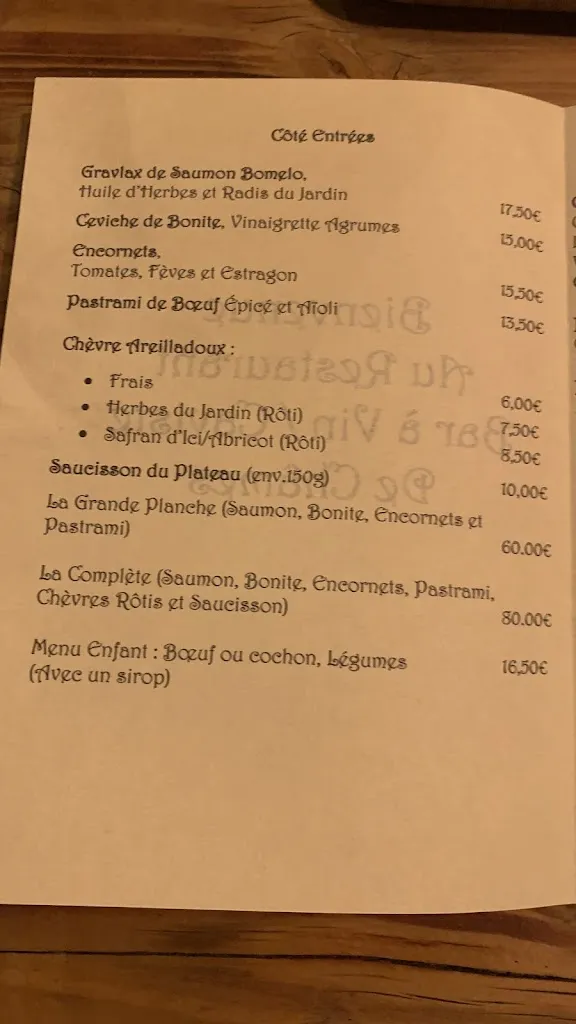 Côté Entrées
Gravlax de Saumon Bomelo,
Huile d'Herbes et Radis du Jardin
17,50€
Ceviche de Bonite, Vinaigrette Agrumes
15,00€
Encornets,
Tomates, Fèves et Estragon
15,50€
Pastrami de Bœuf Épicé et Aïoli
13,50€
Chèvre Areilladoux :
• Frais
6,00€
• Herbes du Jardin (Rôti)
7,50€
• Safran d'Ici/Abricot (Rôti)
8,50€
Saucisson du Plateau (env.150g)
10,00€
La Grande Planche (Saumon, Bonite, Encornets et
Pastrami)
60.00€
La Complète (Saumon, Bonite, Encornets, Pastrami,
Chèvres Rôtis et Saucisson)
80.00€
Menu Enfant : Bœuf ou cochon, Légumes
16,50€
(Avec un sirop)
Au Restaurant
Bar à Vin